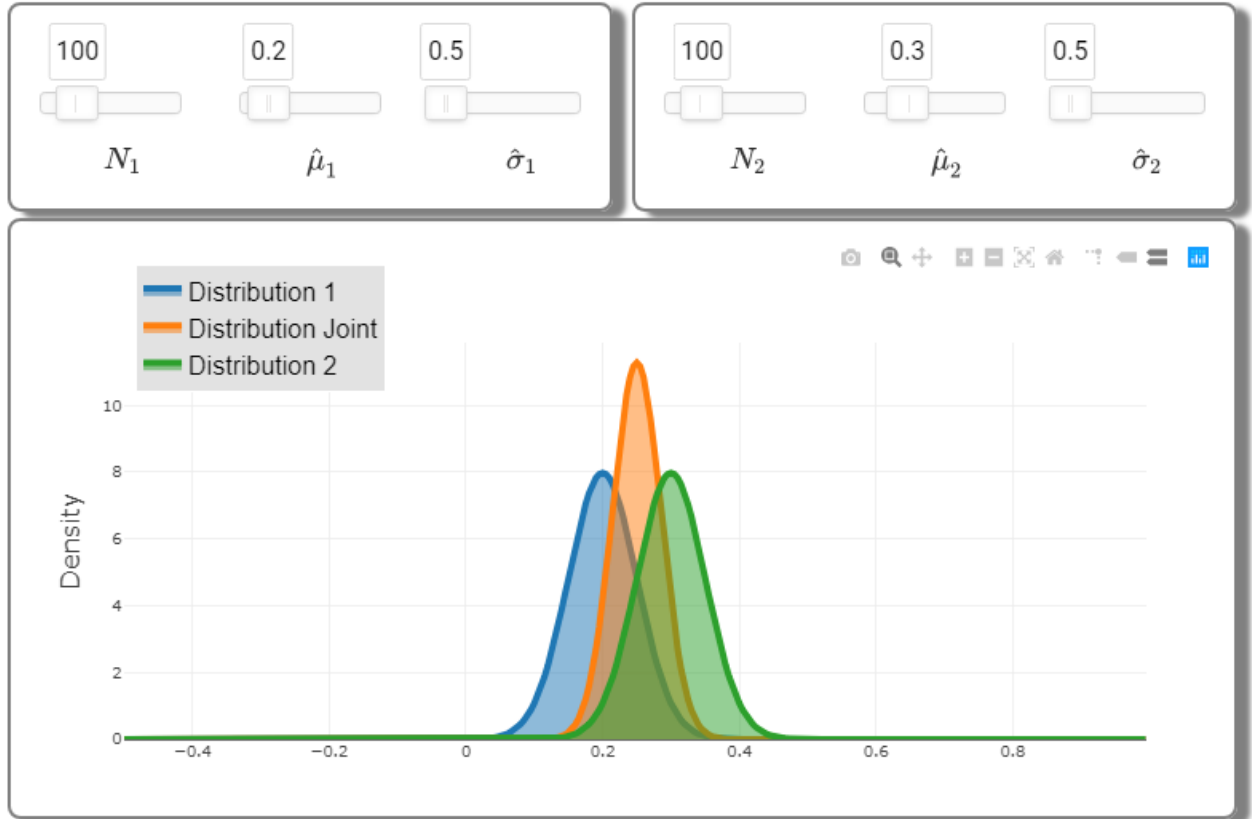 100 0.2 0.5
N̂₁ μ̂₁ σ̂₁
100 0.3 0.5
N₂ μ̂₂ σ̂₂
Distribution 1
Distribution Joint
Distribution 2
Density
10
8
6
4
2
0
−0.4 −0.2 0 0.2 0.4 0.6 0.8